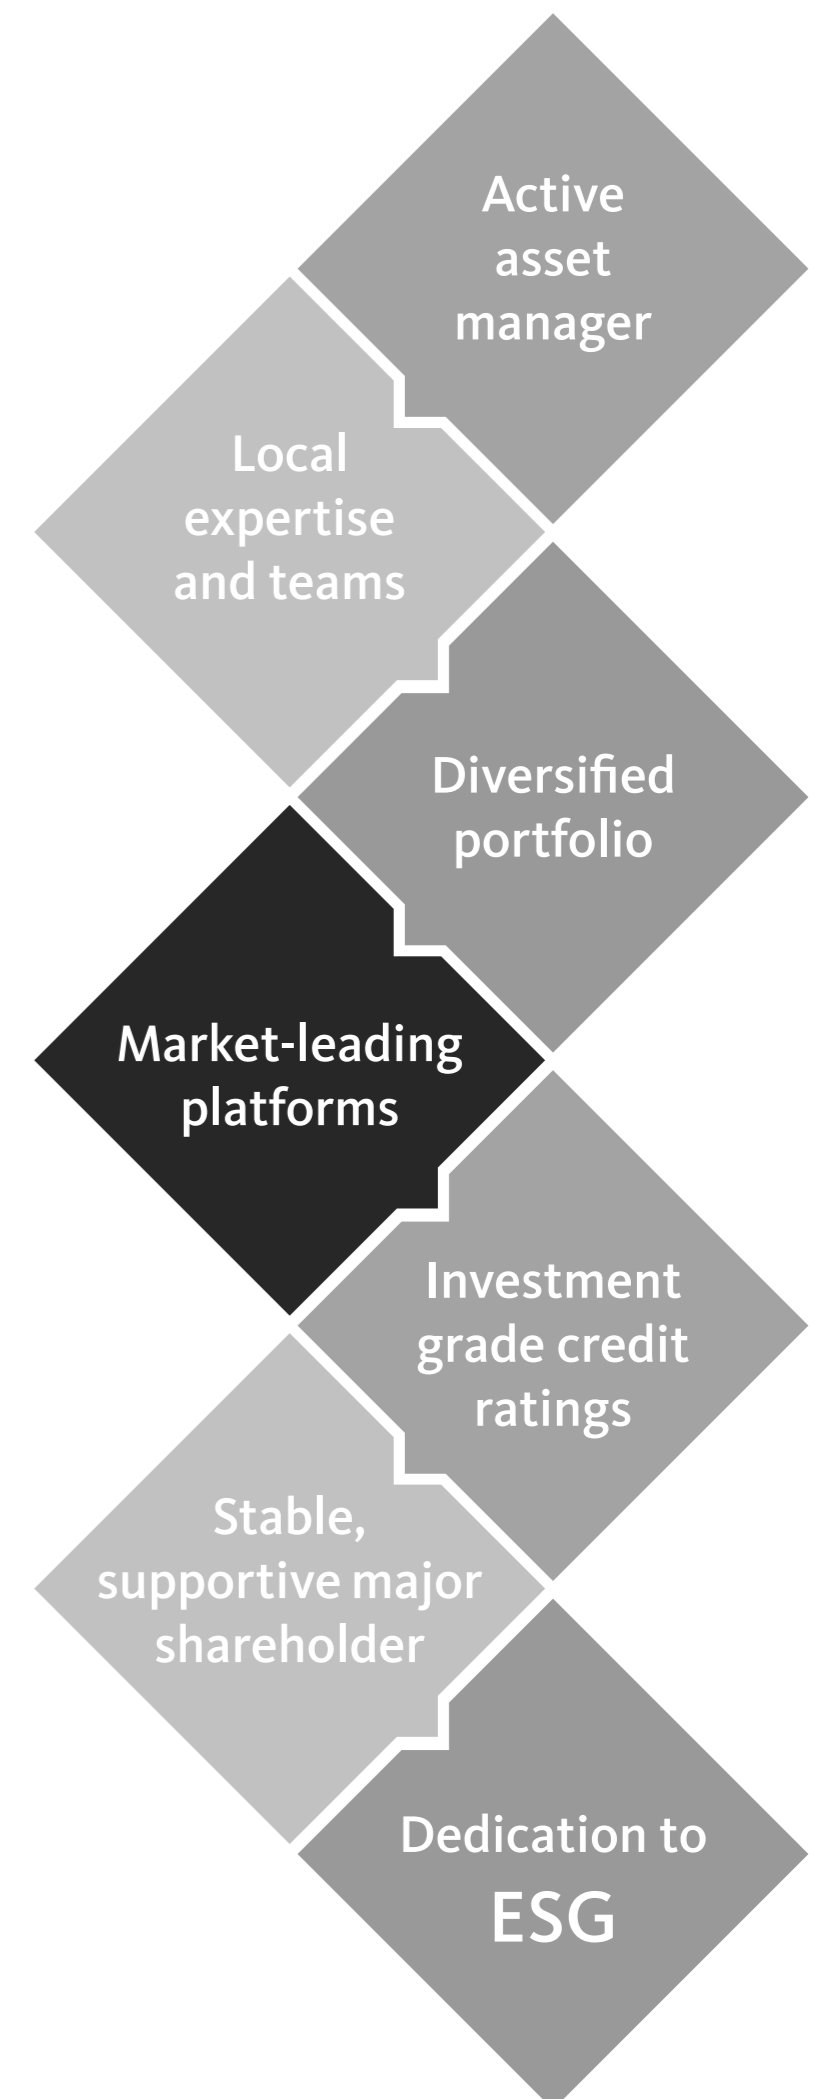 Active
asset
manager
Local
expertise
and teams
Diversified
portfolio
Market-leading
platforms
Investment
grade credit
ratings
Stable,
supportive major
shareholder
Dedication to
ESG